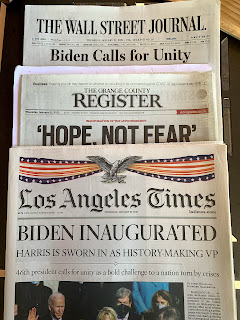 THE WALL STREET JOURNAL.
Biden Calls for Unity
THE ORANGE COUNTY
REGISTER
'HOPE, NOT FEAR'
Los Angeles Times
BIDEN INAUGURATED
HARRIS IS SWORN IN AS HISTORY-MAKING VP
46th president calls for unity as a bold challenge to a nation torn by crises